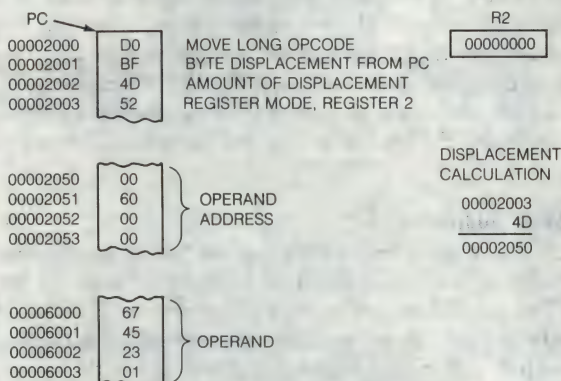 PC
R2
00002000 D0 MOVE LONG OPCODE 00000000
00002001 BF BYTE DISPLACEMENT FROM PC
00002002 4D AMOUNT OF DISPLACEMENT
00002003 52 REGISTER MODE, REGISTER 2
DISPLACEMENT
CALCULATION
00002050 00
00002051 60 OPERAND
00002052 00 ADDRESS
00002053 00
00002003
4D
00002050
00006000 67
00006001 45 OPERAND
00006002 23
00006003 01